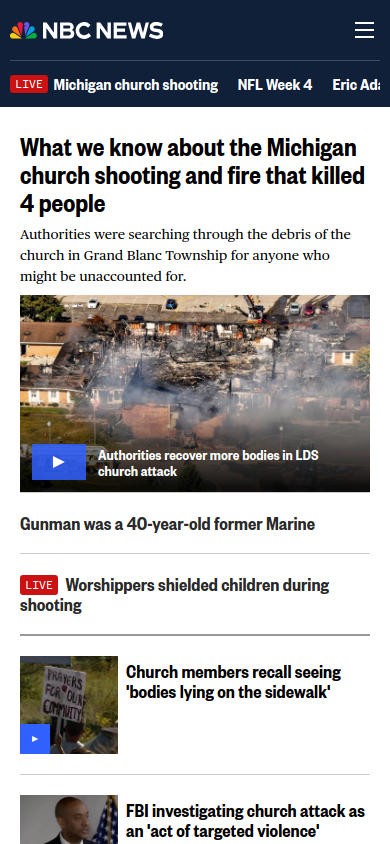 NBC NEWS
LIVE Michigan church shooting NFL Week 4 Eric Ada
What we know about the Michigan
church shooting and fire that killed
4 people
Authorities were searching through the debris of the
church in Grand Blanc Township for anyone who
might be unaccounted for.
Authorities recover more bodies in LDS
church attack
Gunman was a 40-year-old former Marine
LIVE Worshippers shielded children during
shooting
PRAYERS
FOR OUR
COMMUNITY
Church members recall seeing
'bodies lying on the sidewalk'
FBI investigating church attack as
an 'act of targeted violence'